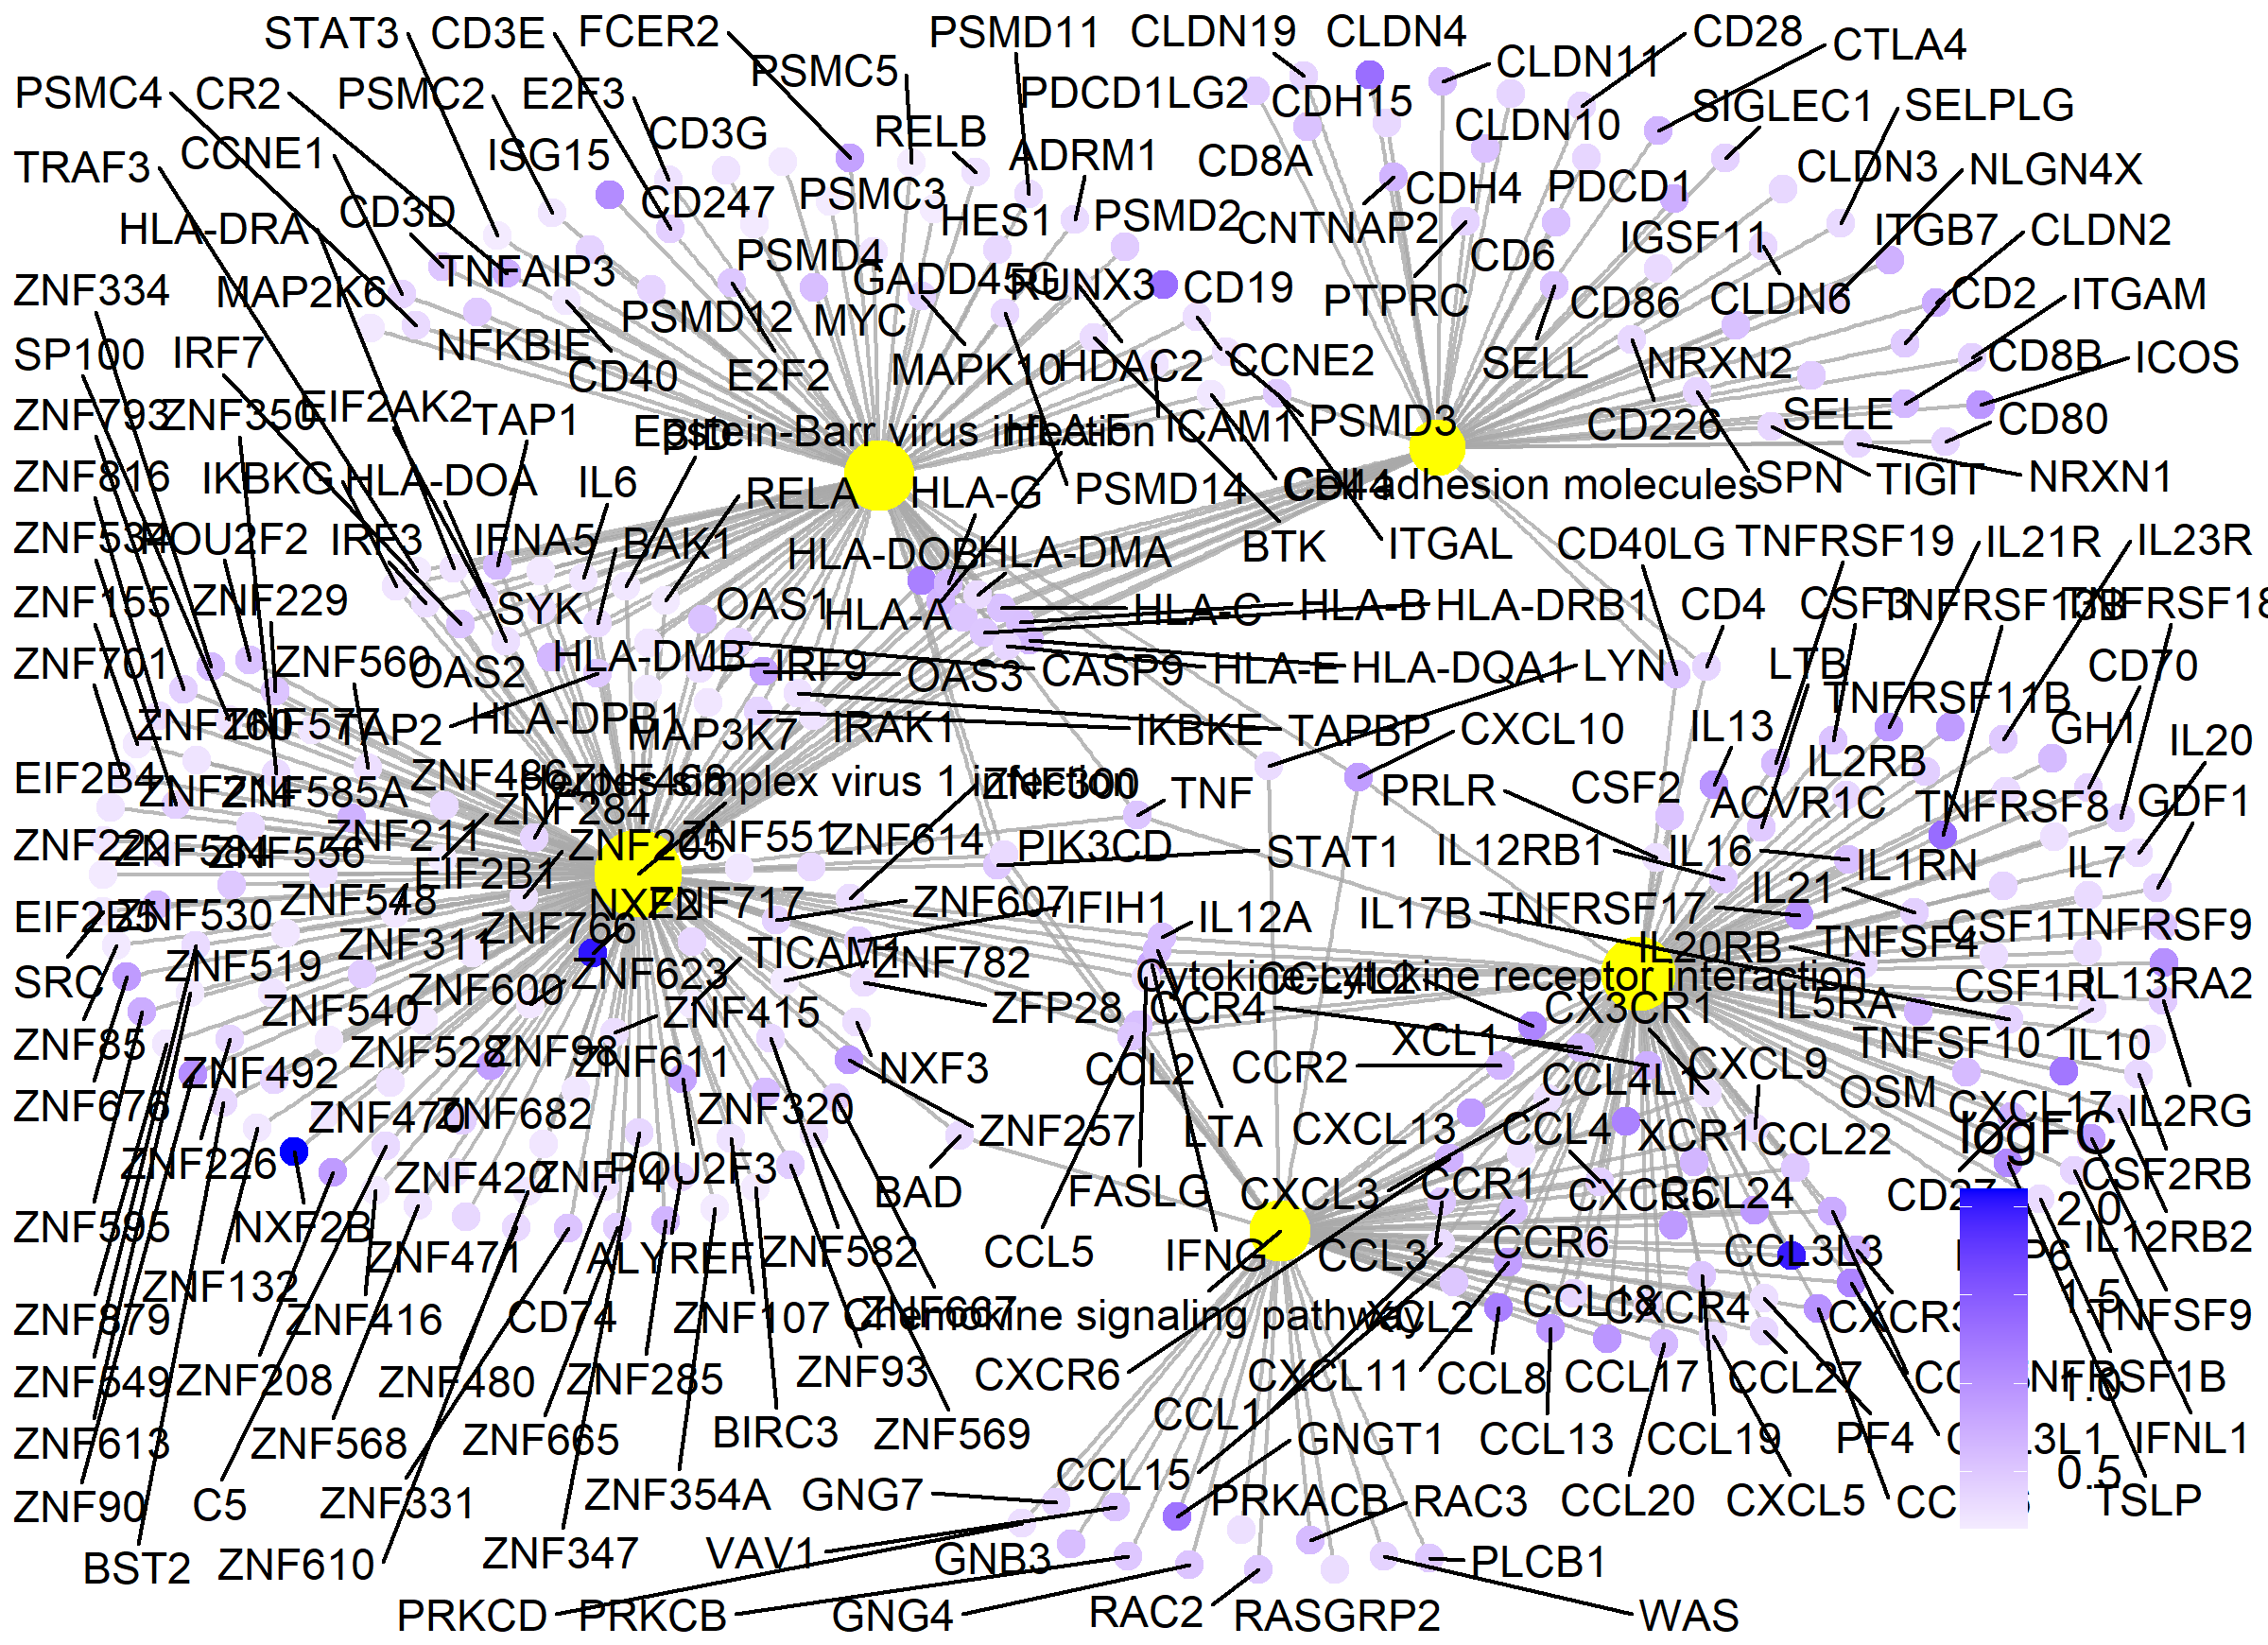 STAT3 CD3E FCER2 PSMD11 CLDN19 CLDN4 CD28 CTLA4
PSMC4 CR2 PSMC2 E2F3 PSMC5 PDCD1LG2 CDH15 CLDN11 SIGLEC1 SELPLG
TRAF3 CCNE1 ISG15 CD3G RELB ADRM1 CD8A CLDN10 CLDN3 NLGN4X
HLA-DRA CD3D CD247 PSMC3 HES1 PSMD2 CNTNAP2 CDH4 PDCD1 IGSF11 ITGB7 CLDN2
ZNF334 MAP2K6 TNFAIP3 PSMD4 GADD45G RUNX3 CD19 PTPRC CD6 CD86 CLDN6 CD2 ITGAM
SP100 IRF7 NFKBIE CD40 PSMD12 MYC E2F2 MAPK10 HDAC2 CCNE2 SELL NRXN2 CD8B ICOS
ZNF793 ZNF350 EIF2AK2 TAP1 BID Epstein-Barr virus infection HLA-F ICAM1 PSMD3 CD226 SELE CD80
ZNF816 IKBKG HLA-DOA IL6 RELA HLA-G PSMD14 CD44 Cell adhesion molecules SPN TIGIT NRXN1
ZNF534 POU2F2 IRF3 IFNA5 BAK1 HLA-DOB HLA-DMA BTK ITGAL CD40LG TNFRSF19 IL21R IL23R
ZNF155 ZNF229 SYK OAS1 HLA-A HLA-C HLA-B HLA-DRB1 CD4 CSF3 TNFRSF13B TNFRSF18
ZNF701 ZNF560 OAS2 HLA-DMB IRF9 OAS3 CASP9 HLA-E HLA-DQA1 LYN LTB CD70
ZNF160 ZNF577 TAP2 HLA-DPB1 MAP3K7 IRAK1 IKBKE TAPBP CXCL10 IL13 TNFRSF11B GH1 IL20
EIF2B4 ZNF274 ZNF585A ZNF486 ZNF468 Herpes simplex virus 1 infection ZNF300 TNF PRLR CSF2 ACVR1C IL2RB TNFRSF8 GDF1
ZNF584 ZNF556 ZNF211 ZNF284 EIF2B1 ZNF205 ZNF551 ZNF614 PIK3CD STAT1 IL12RB1 IL16 IL1RN IL7
EIF2B5 ZNF530 ZNF548 NXF2 ZNF717 ZNF607 IFIH1 IL12A IL17B TNFRSF17 IL21 CSF1 TNFRSF9
SRC ZNF519 ZNF311 ZNF766 ZNF623 TICAM1 ZNF782 Cytokine-cytokine receptor interaction CCL4L2 IL20RB TNFSF4 CSF1R IL13RA2
ZNF85 ZNF540 ZNF600 ZNF415 ZFP28 CCR4 CX3CR1 IL5RA TNFSF10 IL10
ZNF676 ZNF492 ZNF528 ZNF98 ZNF611 NXF3 CCL2 CCR2 XCL1 CCL4L1 CXCL9 OSM CXCL17 IL2RG
ZNF226 ZNF470 ZNF682 ZNF320 ZNF257 LTA CXCL13 CCL4 XCR1 CCL22 logFC CSF2RB
ZNF595 NXF2B ZNF420 ZNF14 POU2F3 BAD FASLG CXCL3 CCR1 CCL24 CD27 2.0 IL12RB2
ZNF132 ZNF471 ALYREF ZNF582 CCL5 IFNG CCL3 CCR6 CCL3L3
ZNF879 ZNF416 CD74 ZNF107 ZNF667 Chemokine signaling pathway XCL2 CCL18 CXCR4 CXCR3 1.5 TNFSF9
ZNF549 ZNF208 ZNF480 ZNF285 ZNF93 CXCR6 CXCL11 CCL8 CCL17 CCL27 1.0 TNFRSF1B
ZNF613 ZNF568 ZNF665 BIRC3 ZNF569 CCL1 GNGT1 CCL13 CCL19 PF4 CCL3L1 IFNL1
ZNF90 C5 ZNF331 ZNF354A GNG7 CCL15 PRKACB RAC3 CCL20 CXCL5 0.5 TSLP
BST2 ZNF610 ZNF347 VAV1 GNB3 PLCB1
PRKCD PRKCB GNG4 RAC2 RASGRP2 WAS